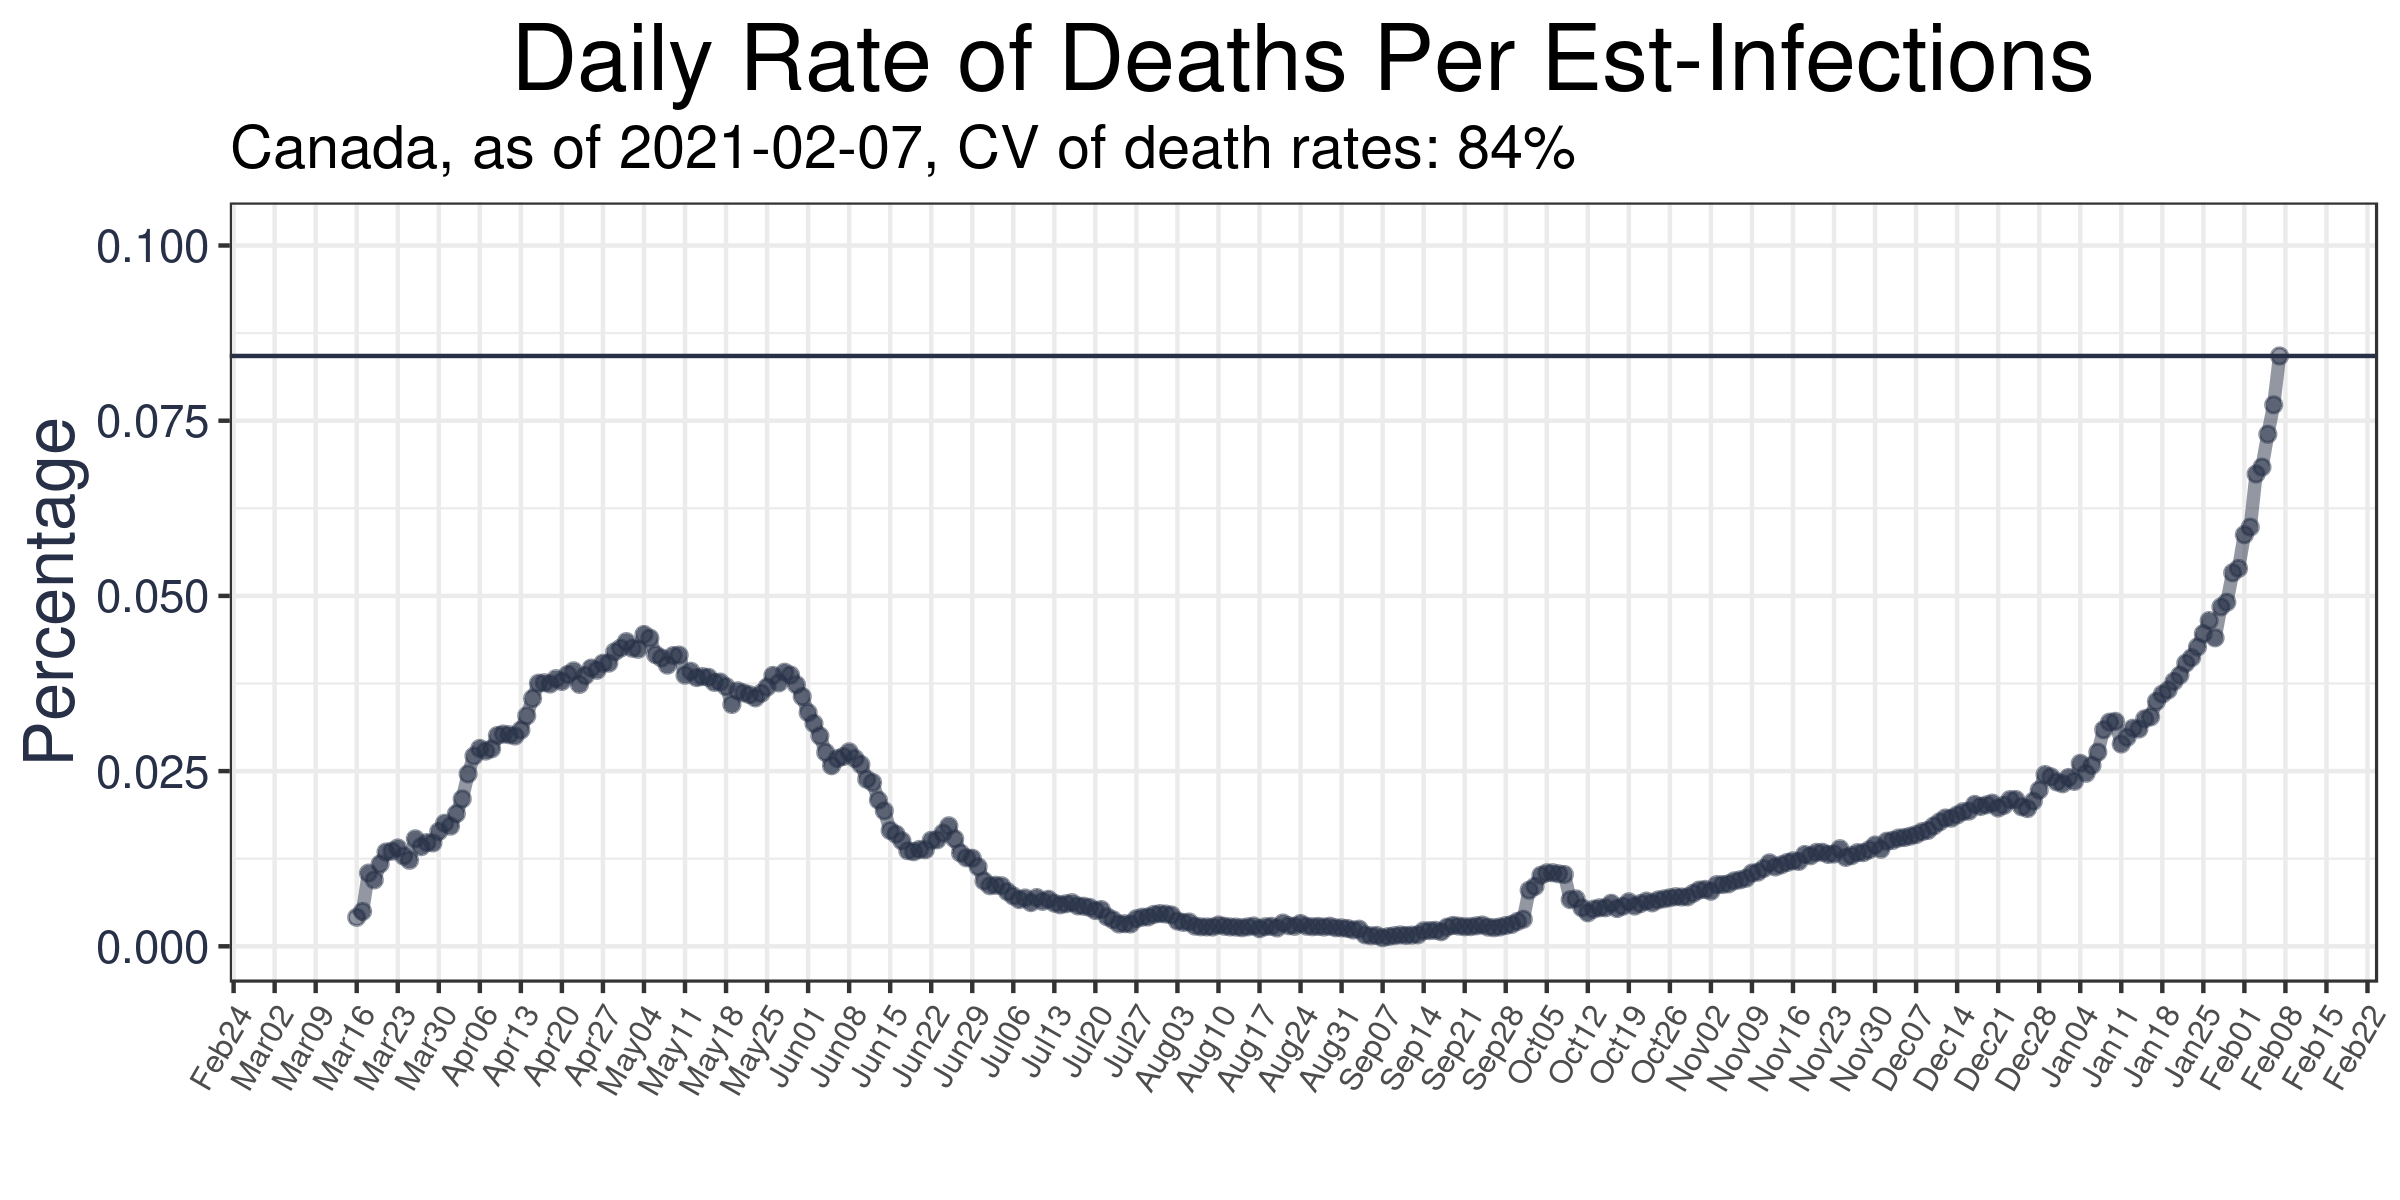 Daily Rate of Deaths Per Est-Infections
Canada, as of 2021-02-07, CV of death rates: 84%
Percentage
0.100
0.075
0.050
0.025
0.000
Feb24
Mar02
Mar09
Mar16
Mar23
Mar30
Apr06
Apr13
Apr20
Apr27
May04
May11
May18
May25
Jun01
Jun08
Jun15
Jun22
Jun29
Jul06
Jul13
Jul20
Jul27
Aug03
Aug10
Aug17
Aug24
Aug31
Sep07
Sep14
Sep21
Sep28
Oct05
Oct12
Oct19
Oct26
Nov02
Nov09
Nov16
Nov23
Nov30
Dec07
Dec14
Dec21
Dec28
Jan04
Jan11
Jan18
Jan25
Feb01
Feb08
Feb15
Feb22